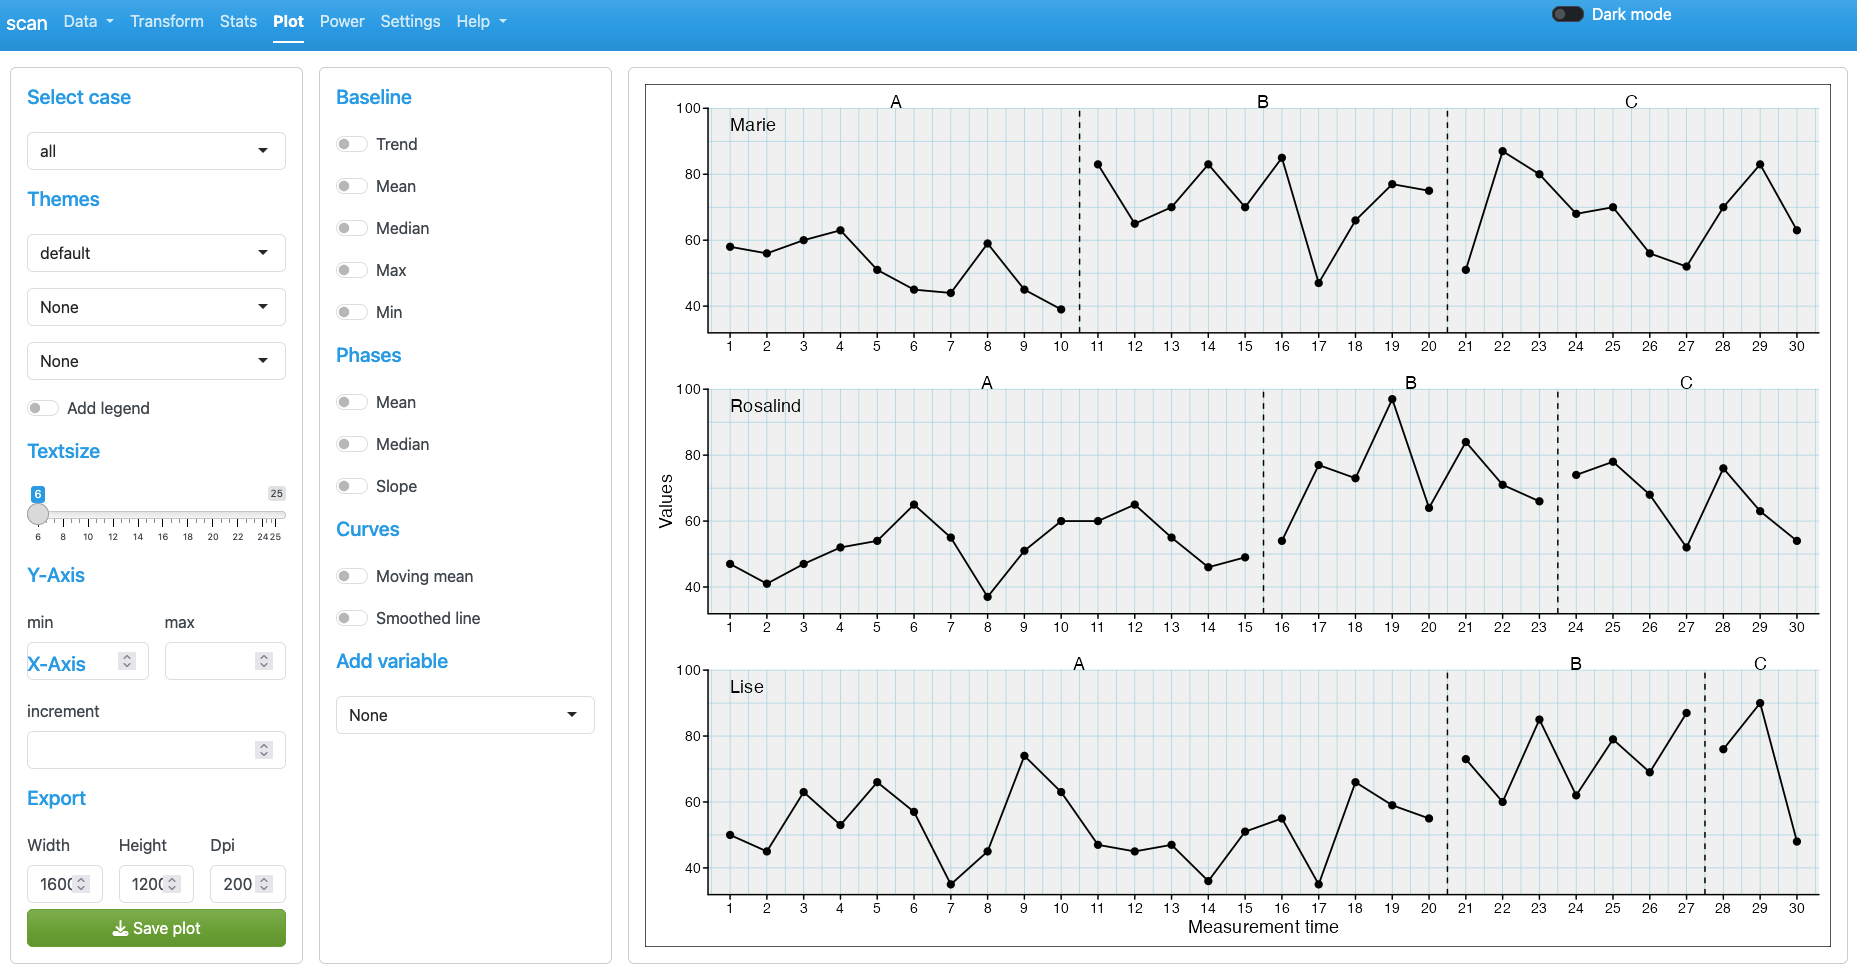 scan Data Transform Stats Plot Power Settings Help Dark mode
Select case
all
Themes
default
None
None
Add legend
Textsize
6 25
6 8 10 12 14 16 18 20 22 24 25
Y-Axis
min max
X-Axis
increment
Export
Width Height Dpi
1600 1200 200
Save plot
Baseline
Trend
Mean
Median
Max
Min
Phases
Mean
Median
Slope
Curves
Moving mean
Smoothed line
Add variable
None
A B C
Marie
100
80
60
40
1 2 3 4 5 6 7 8 9 10 11 12 13 14 15 16 17 18 19 20 21 22 23 24 25 26 27 28 29 30
A B C
Rosalind
100
80
60
40
Values
1 2 3 4 5 6 7 8 9 10 11 12 13 14 15 16 17 18 19 20 21 22 23 24 25 26 27 28 29 30
A B C
Lise
100
80
60
40
1 2 3 4 5 6 7 8 9 10 11 12 13 14 15 16 17 18 19 20 21 22 23 24 25 26 27 28 29 30
Measurement time